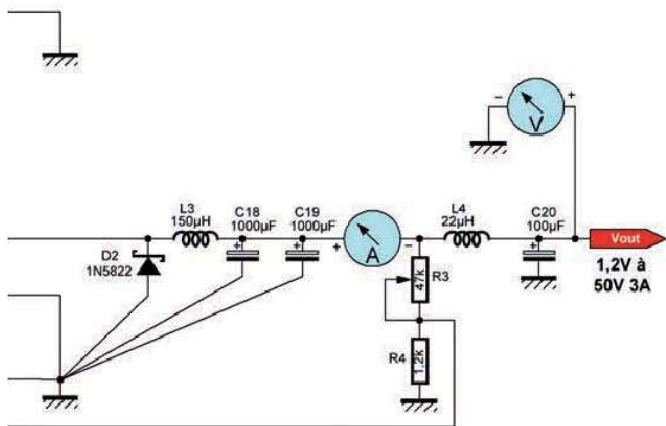 –
+
V
L3
150µH
C18
1000µF
C19
1000µF
L4
22µH
C20
100µF
+
+
+
A
–
+
Vout
D2
1N5822
47k
R3
1,2V à
50V 3A
R4
1,2k